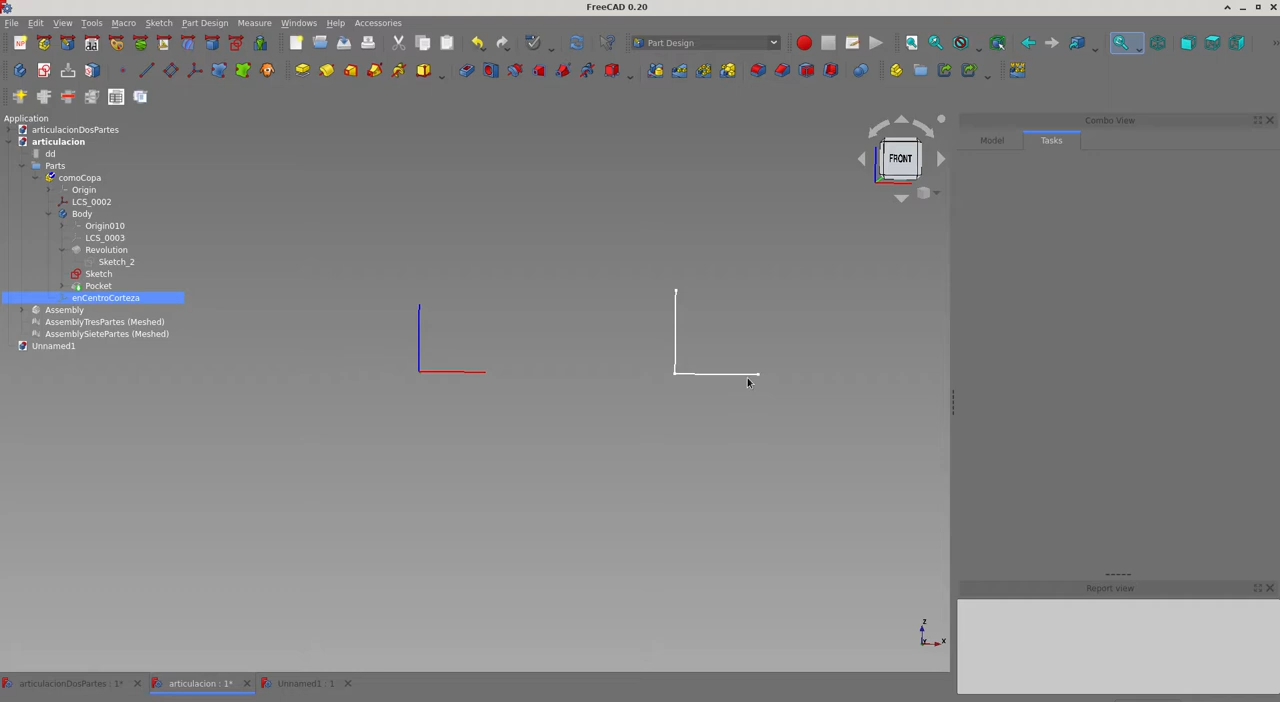 FreeCAD 0.20
File Edit View Tools Macro Sketch Part Design Measure Windows Help Accessories
Part Design
Application
articulacionDosPartes
articulacion
dd
Parts
comoCopa
Origin
LCS_0002
Body
Origin010
LCS_0003
Revolution
Sketch_2
Sketch
Pocket
enCentroCorteza
Assembly
AssemblyTresPartes (Meshed)
AssemblySietePartes (Meshed)
Unnamed1
FRONT
Combo View
Model Tasks
Report view
z
y x
articulacionDosPartes : 1* articulacion : 1* Unnamed1 : 1